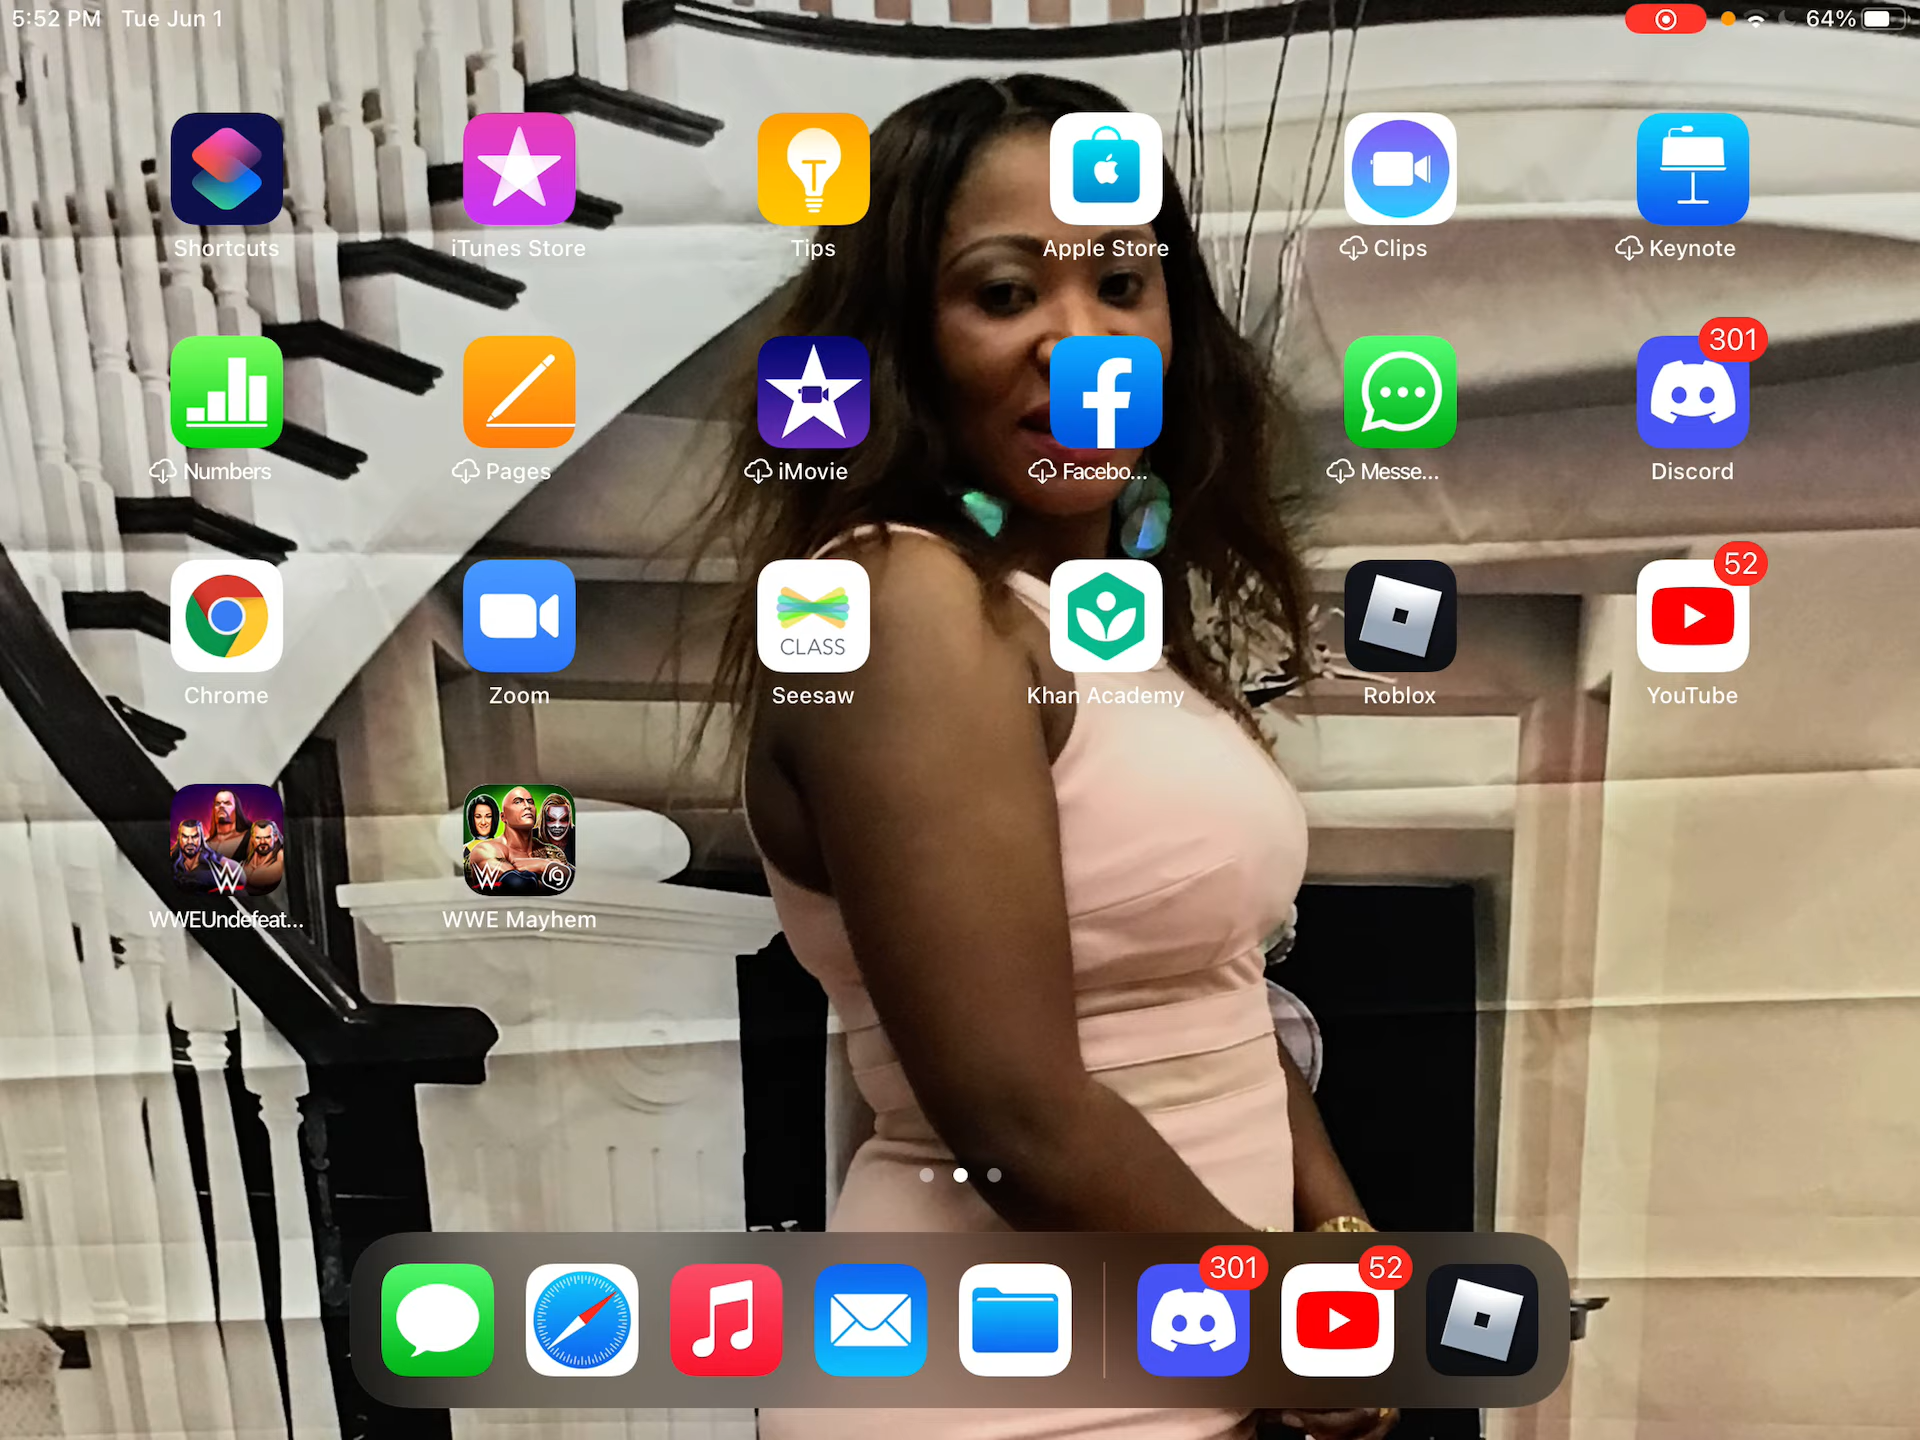 5:52 PM Tue Jun 1 64%
Shortcuts iTunes Store Tips Apple Store Clips Keynote
301
Numbers Pages iMovie Facebo... Messe... Discord
CLASS 52
Chrome Zoom Seesaw Khan Academy Roblox YouTube
WWEUndefeat... WWE Mayhem
301 52